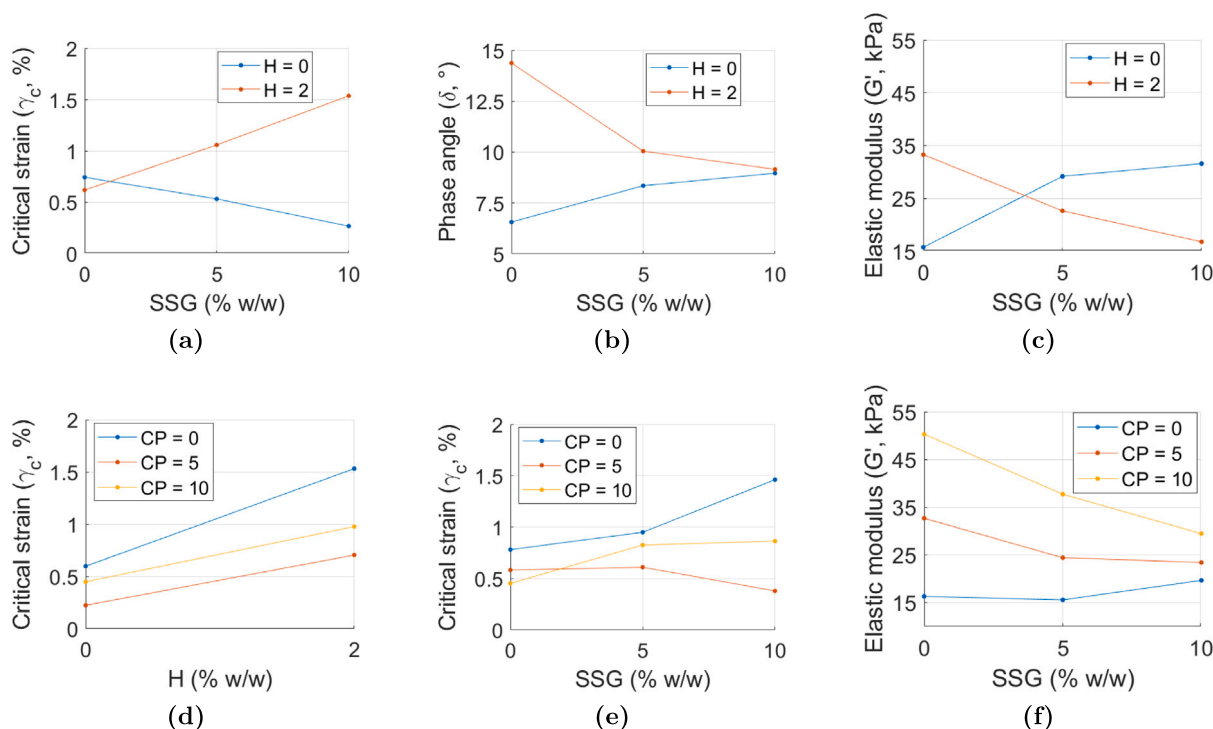 Critical strain (γc, %)
2
1.5
1
0.5
0
H = 0
H = 2
0
5
10
SSG (% w/w)
(a)
Phase angle (δ, °)
15
12.5
10
7.5
5
H = 0
H = 2
0
5
10
SSG (% w/w)
(b)
Elastic modulus (G', kPa)
55
45
35
25
15
H = 0
H = 2
0
5
10
SSG (% w/w)
(c)
Critical strain (γc, %)
2
1.5
1
0.5
0
CP = 0
CP = 5
CP = 10
0
2
H (% w/w)
(d)
Critical strain (γc, %)
2
1.5
1
0.5
0
CP = 0
CP = 5
CP = 10
0
5
10
SSG (% w/w)
(e)
Elastic modulus (G', kPa)
55
45
35
25
15
CP = 0
CP = 5
CP = 10
0
5
10
SSG (% w/w)
(f)